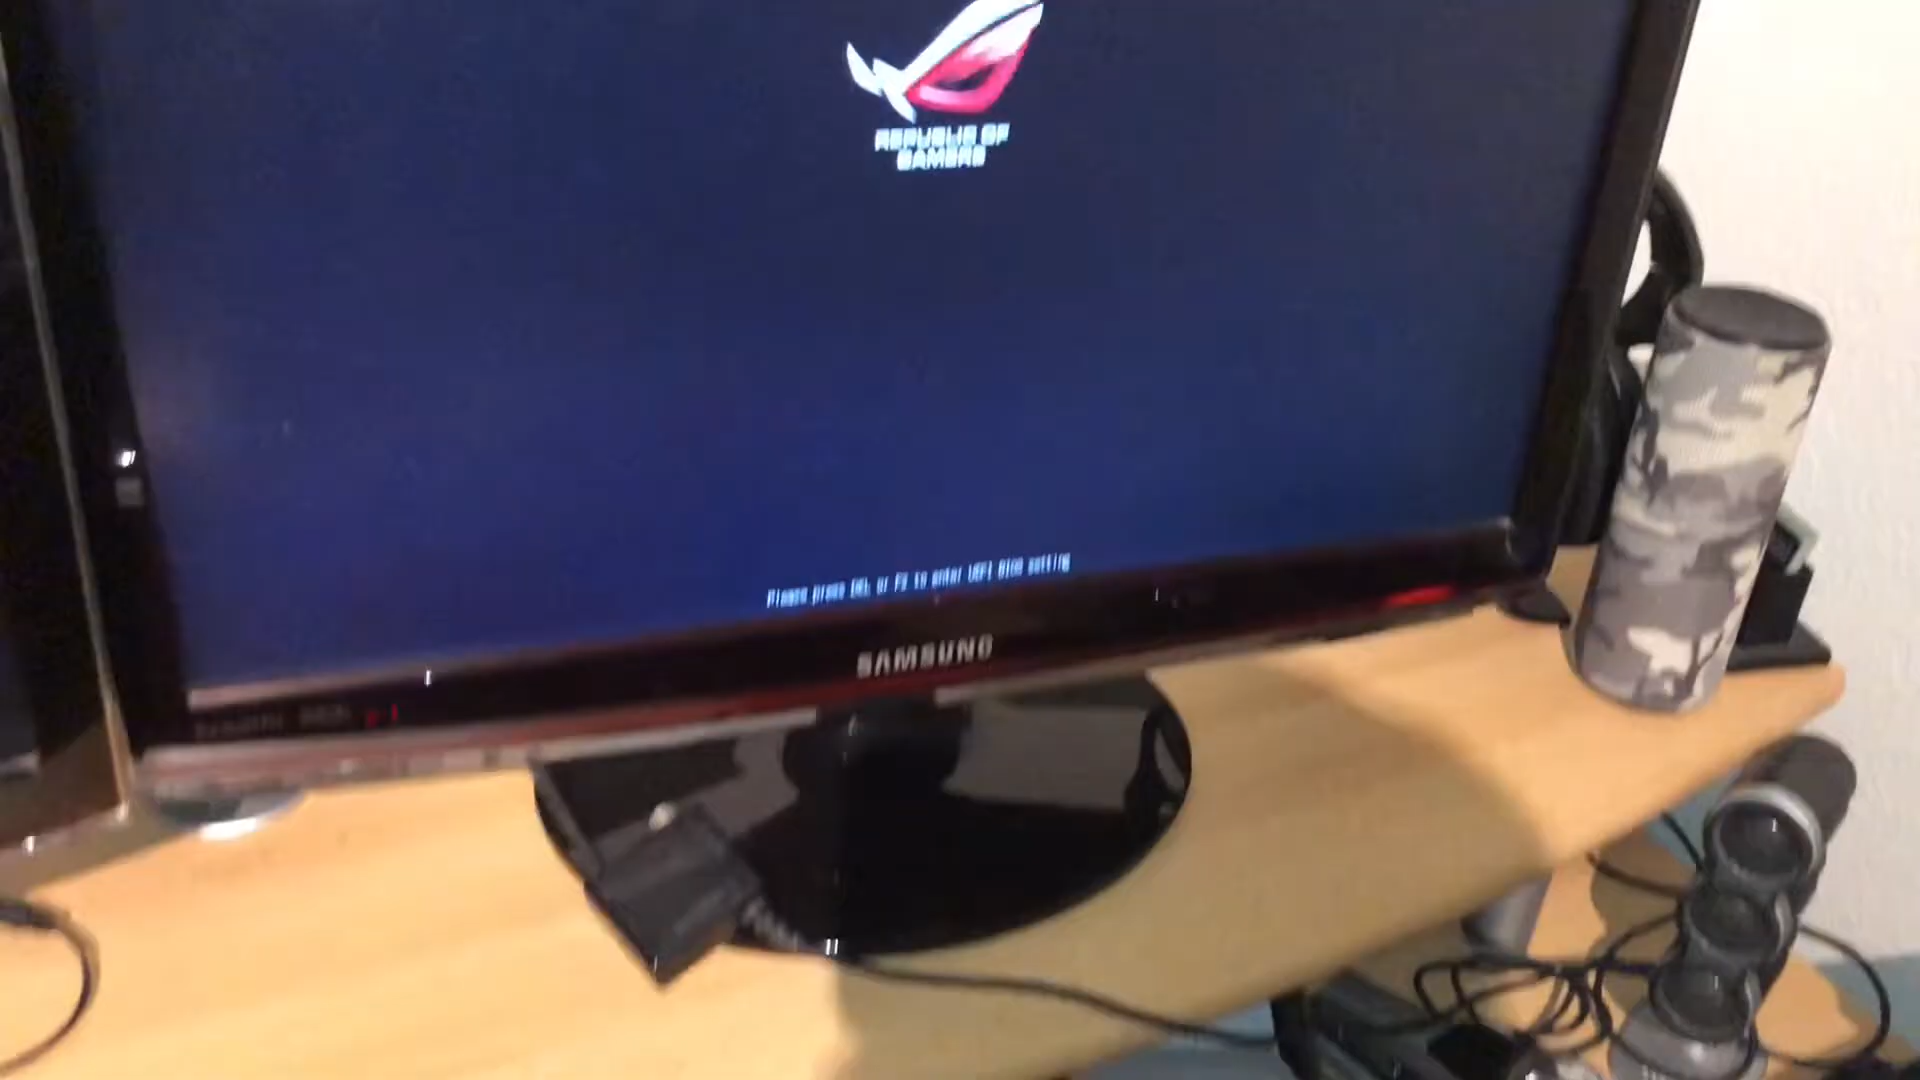 REPUBLIC OF
GAMERS
Please press DEL or F2 to enter UEFI BIOS setting
SAMSUNG